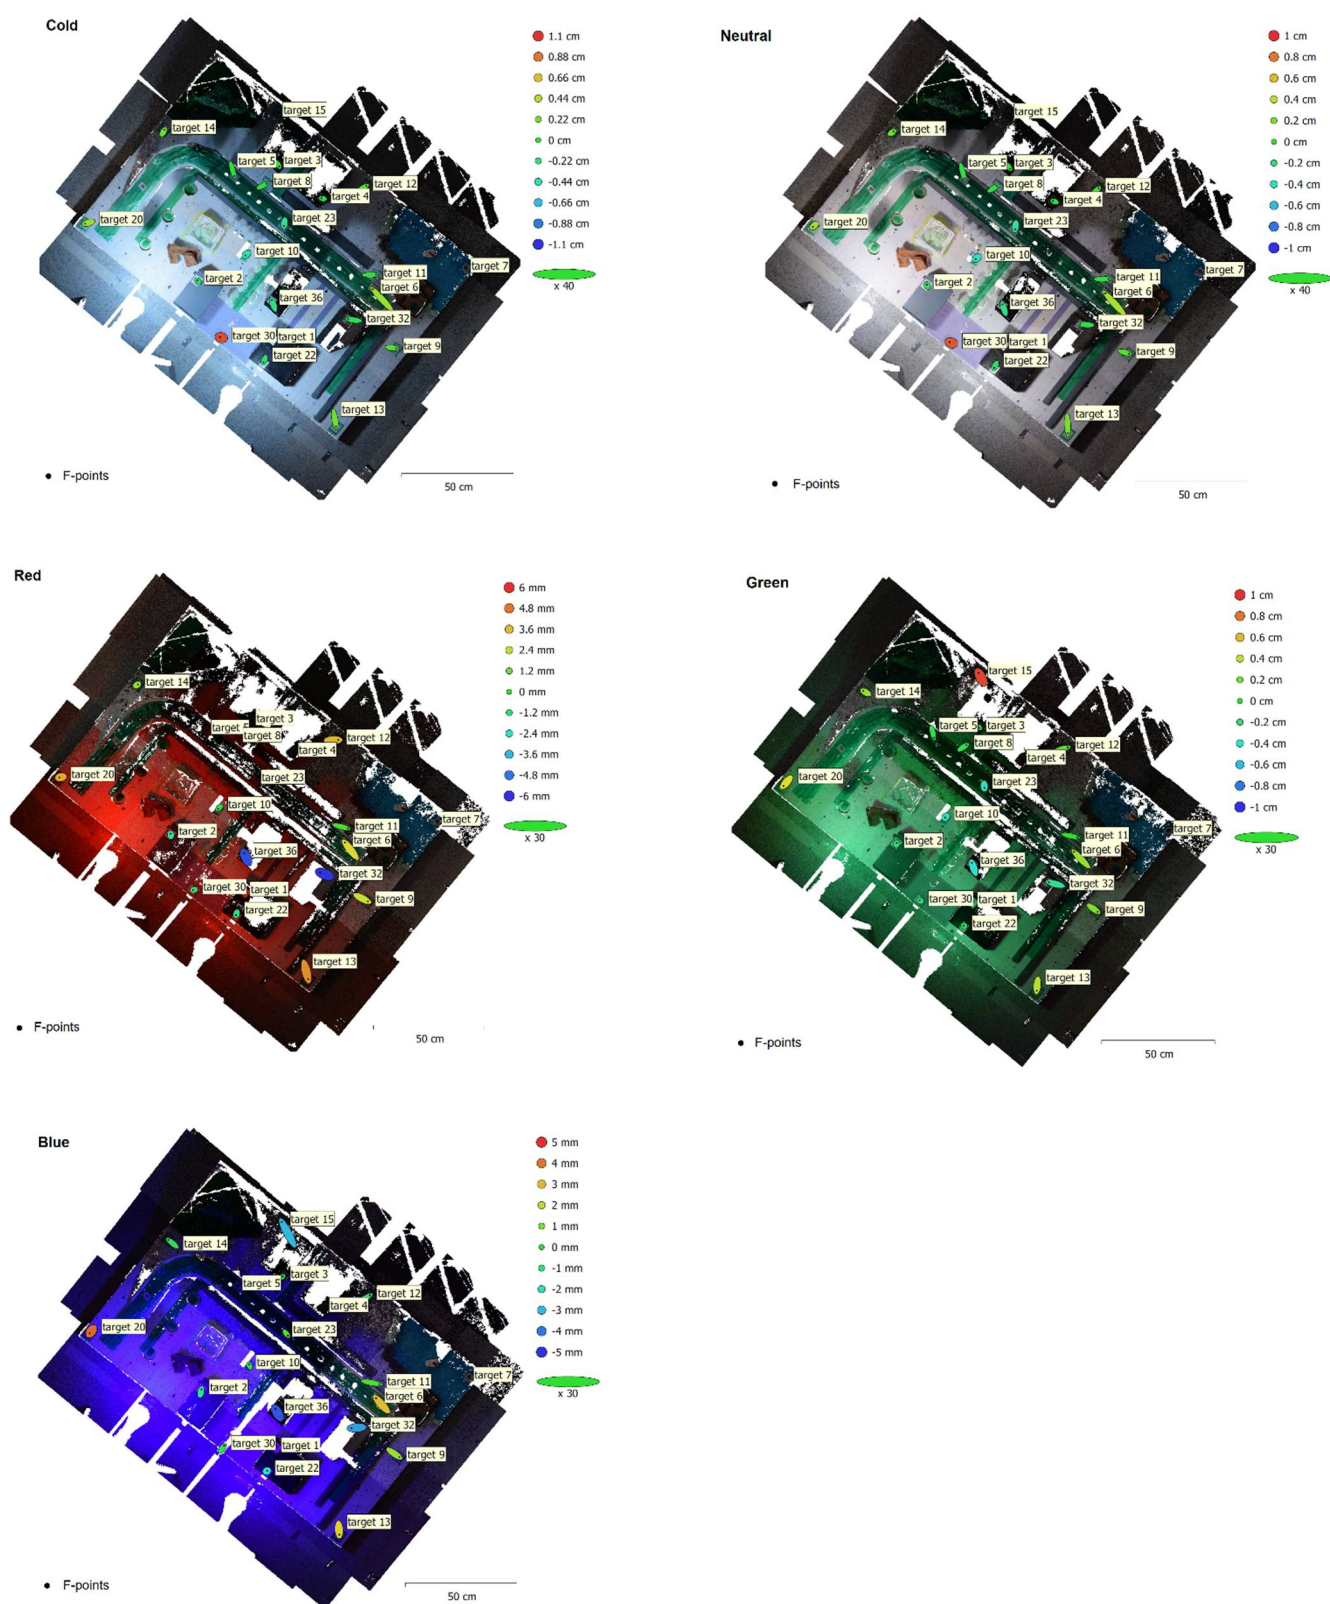 Cold
1.1 cm
0.88 cm
0.66 cm
0.44 cm
0.22 cm
0 cm
-0.22 cm
-0.44 cm
-0.66 cm
-0.88 cm
-1.1 cm
x 40
target 15
target 14
target 5
target 3
target 8
target 12
target 4
target 20
target 23
target 10
target 2
target 11
target 7
target 6
target 36
target 32
target 30
target 1
target 9
target 22
target 13
F-points
50 cm
Neutral
1 cm
0.8 cm
0.6 cm
0.4 cm
0.2 cm
0 cm
-0.2 cm
-0.4 cm
-0.6 cm
-0.8 cm
-1 cm
x 40
target 15
target 14
target 5
target 3
target 8
target 12
target 4
target 20
target 23
target 10
target 7
target 2
target 11
target 6
target 36
target 32
target 30
target 1
target 9
target 22
target 13
F-points
50 cm
Red
6 mm
4.8 mm
3.6 mm
2.4 mm
1.2 mm
0 mm
-1.2 mm
-2.4 mm
-3.6 mm
-4.8 mm
-6 mm
x 30
target 14
target 3
target 8
target 12
target 4
target 20
target 23
target 10
target 7
target 2
target 11
target 6
target 36
target 32
target 30
target 1
target 9
target 22
target 13
F-points
50 cm
Green
1 cm
0.8 cm
0.6 cm
0.4 cm
0.2 cm
0 cm
-0.2 cm
-0.4 cm
-0.6 cm
-0.8 cm
-1 cm
x 30
target 15
target 14
target 5
target 3
target 8
target 12
target 4
target 20
target 23
target 10
target 7
target 2
target 11
target 6
target 36
target 32
target 30
target 1
target 9
target 22
target 13
F-points
50 cm
Blue
5 mm
4 mm
3 mm
2 mm
1 mm
0 mm
-1 mm
-2 mm
-3 mm
-4 mm
-5 mm
x 30
target 15
target 14
target 3
target 5
target 12
target 4
target 20
target 23
target 10
target 7
target 2
target 11
target 6
target 36
target 32
target 30
target 1
target 9
target 22
target 13
F-points
50 cm